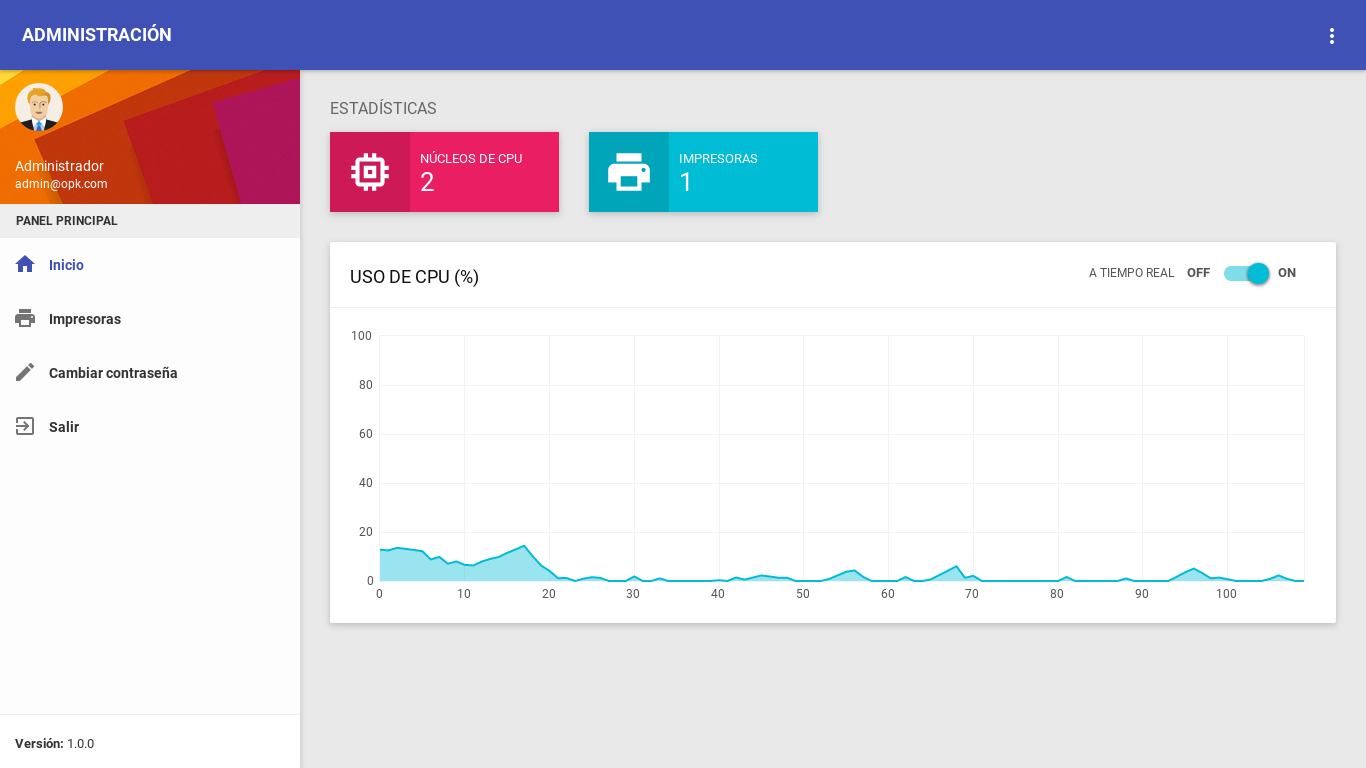 ADMINISTRACIÓN
Administrador
admin@opk.com
PANEL PRINCIPAL
Inicio
Impresoras
Cambiar contraseña
Salir
Versión: 1.0.0
ESTADÍSTICAS
NÚCLEOS DE CPU
2
IMPRESORAS
1
USO DE CPU (%)
A TIEMPO REAL OFF ON
100
80
60
40
20
0
0 10 20 30 40 50 60 70 80 90 100